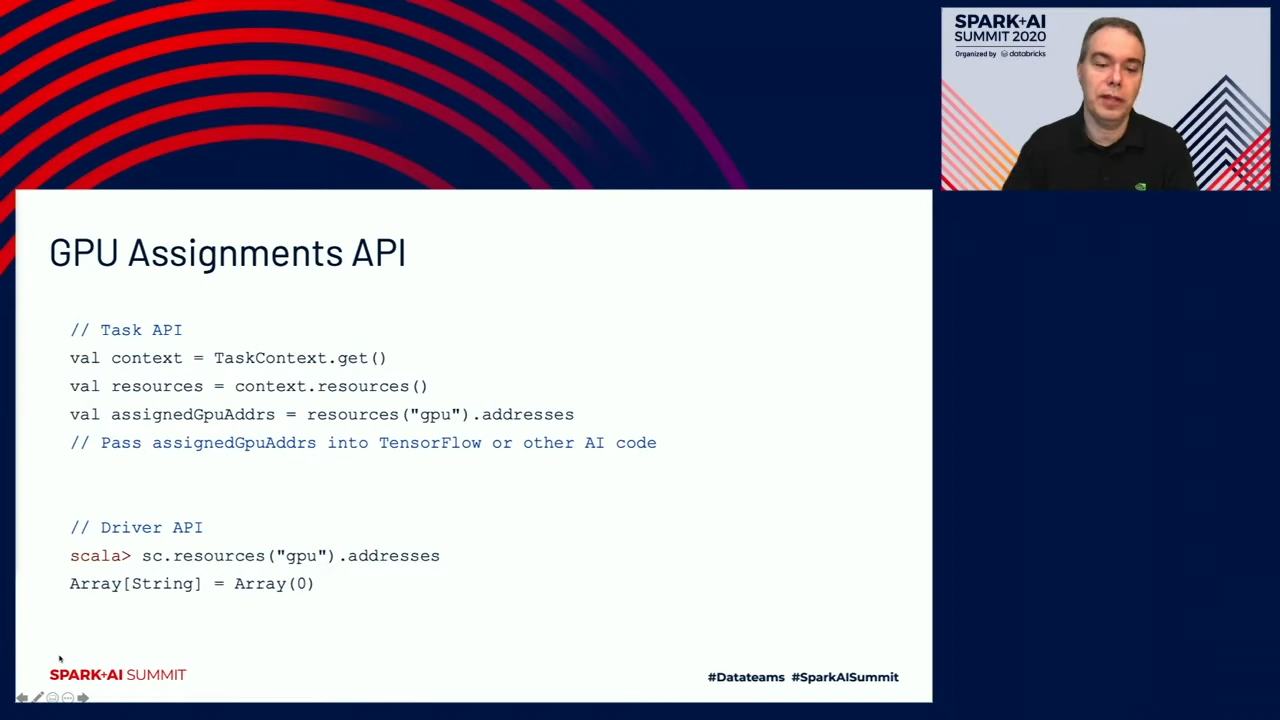 SPARK+AI
SUMMIT 2020
Organized by databricks
GPU Assignments API
// Task API
val context = TaskContext.get()
val resources = context.resources()
val assignedGpuAddrs = resources("gpu").addresses
// Pass assignedGpuAddrs into TensorFlow or other AI code
// Driver API
scala> sc.resources("gpu").addresses
Array[String] = Array(0)
SPARK+AI SUMMIT
#Datateams #SparkAISummit